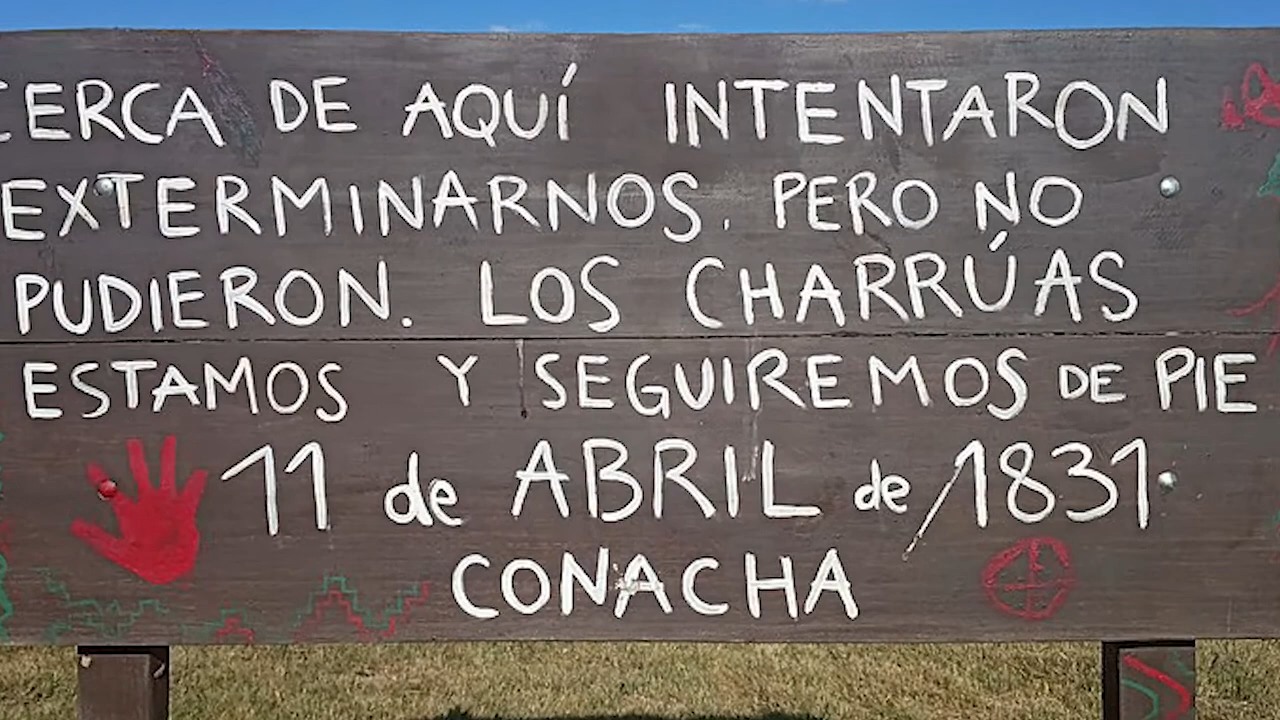 CERCA DE AQUÍ INTENTARON
EXTERMINARNOS. PERO NO
PUDIERON. LOS CHARRÚAS
ESTAMOS Y SEGUIREMOS DE PIE
11 de ABRIL de 1831
CONACHA